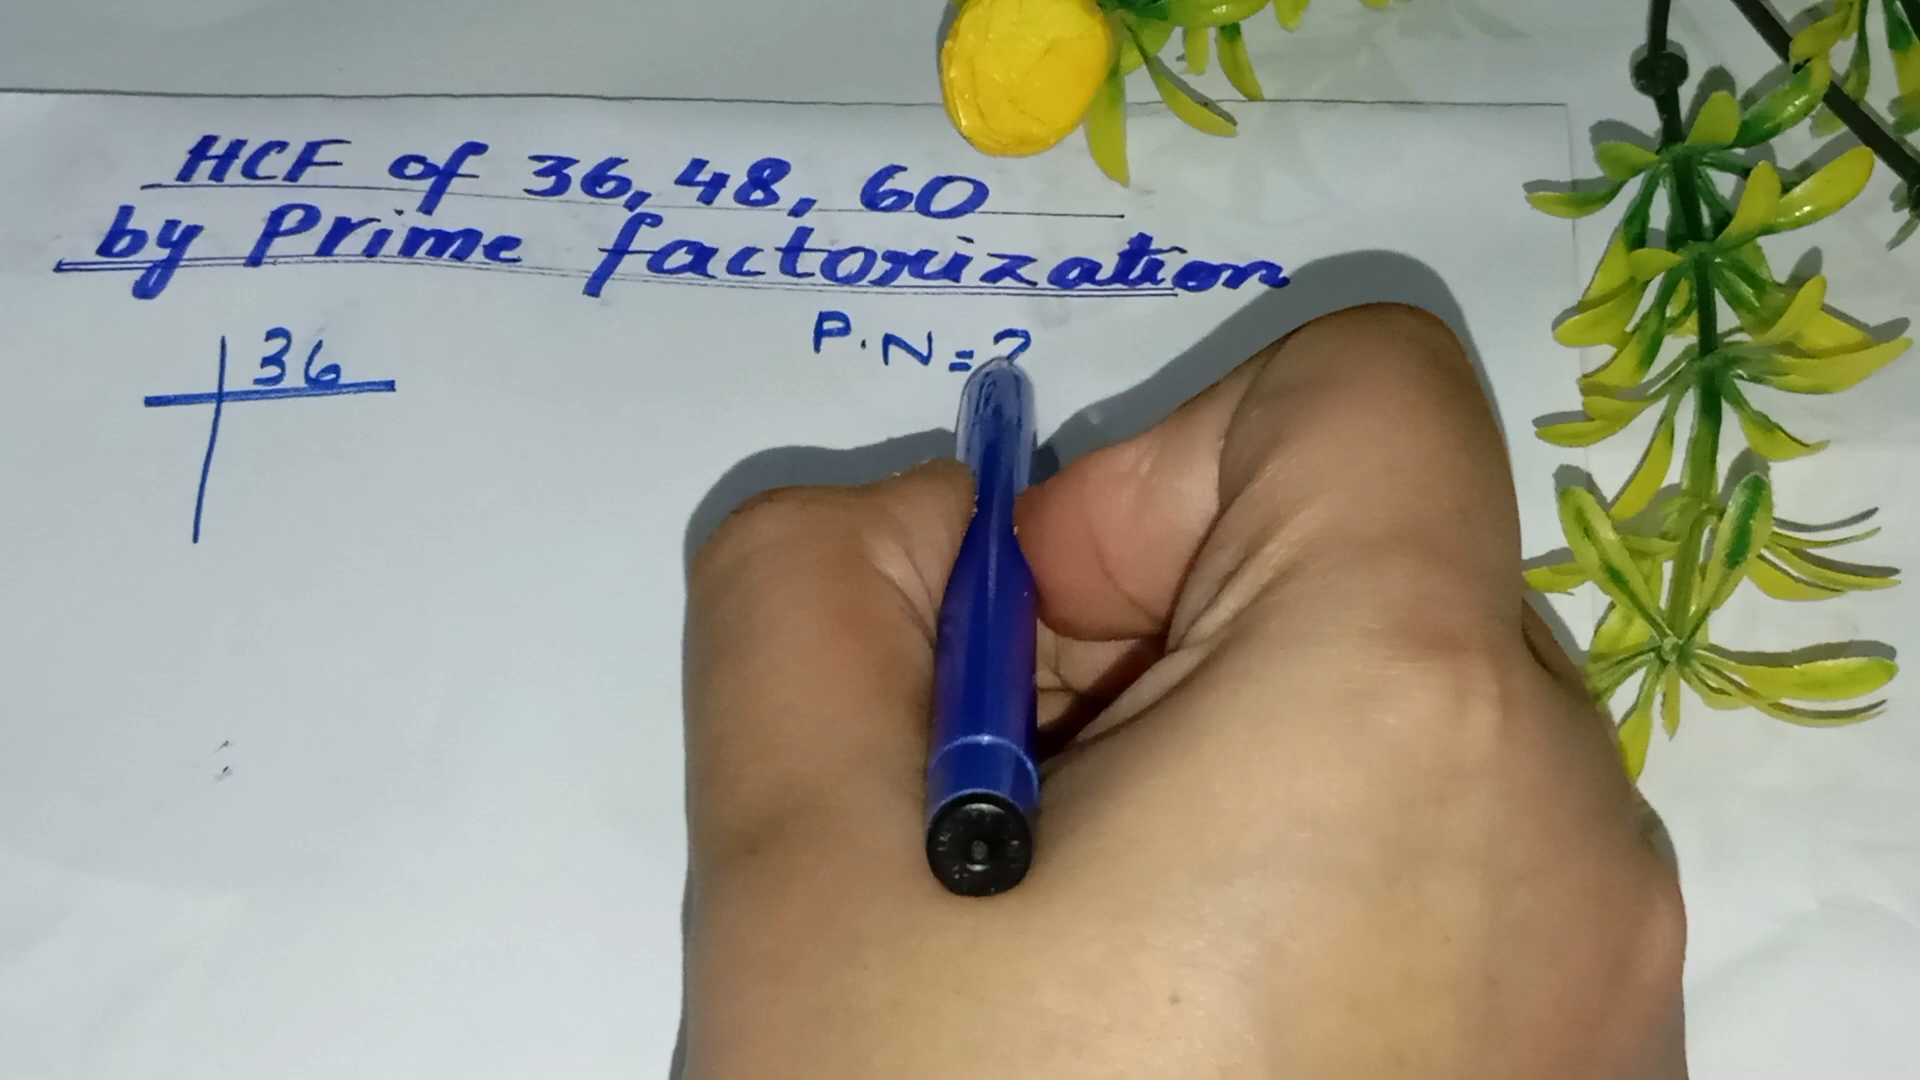 HCF of 36, 48, 60
by Prime factorization
36
P.N = 2